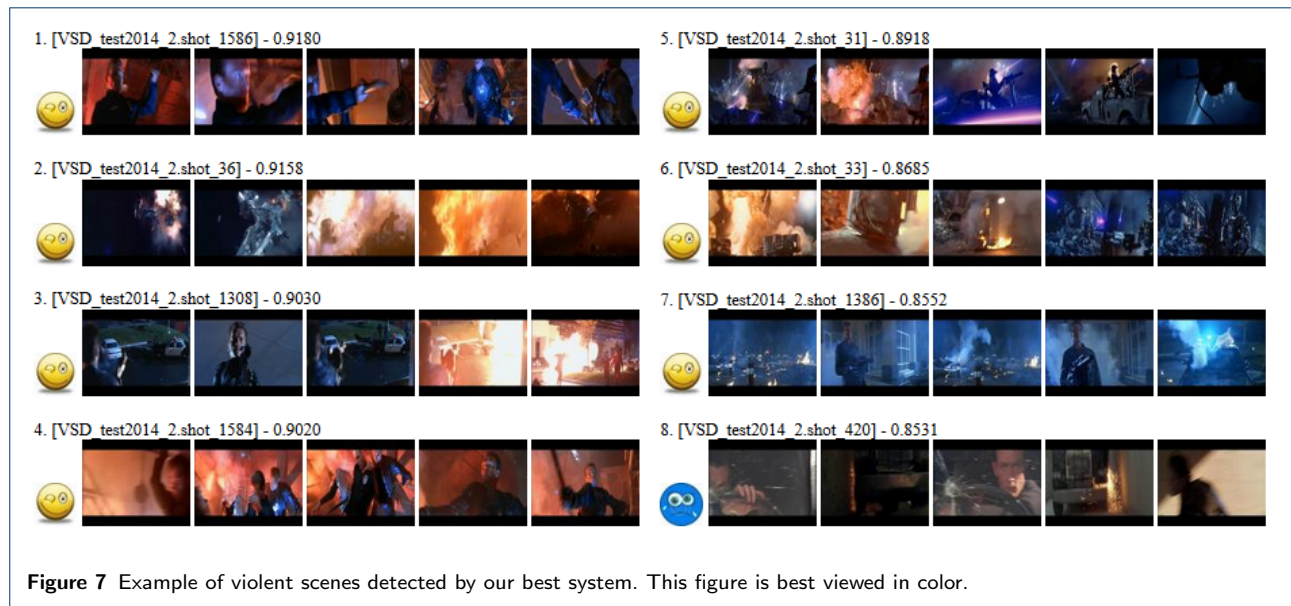 1. [VSD_test2014_2.shot_1586] - 0.9180
2. [VSD_test2014_2.shot_36] - 0.9158
3. [VSD_test2014_2.shot_1308] - 0.9030
4. [VSD_test2014_2.shot_1584] - 0.9020
5. [VSD_test2014_2.shot_31] - 0.8918
6. [VSD_test2014_2.shot_33] - 0.8685
7. [VSD_test2014_2.shot_1386] - 0.8552
8. [VSD_test2014_2.shot_420] - 0.8531
Figure 7 Example of violent scenes detected by our best system. This figure is best viewed in color.